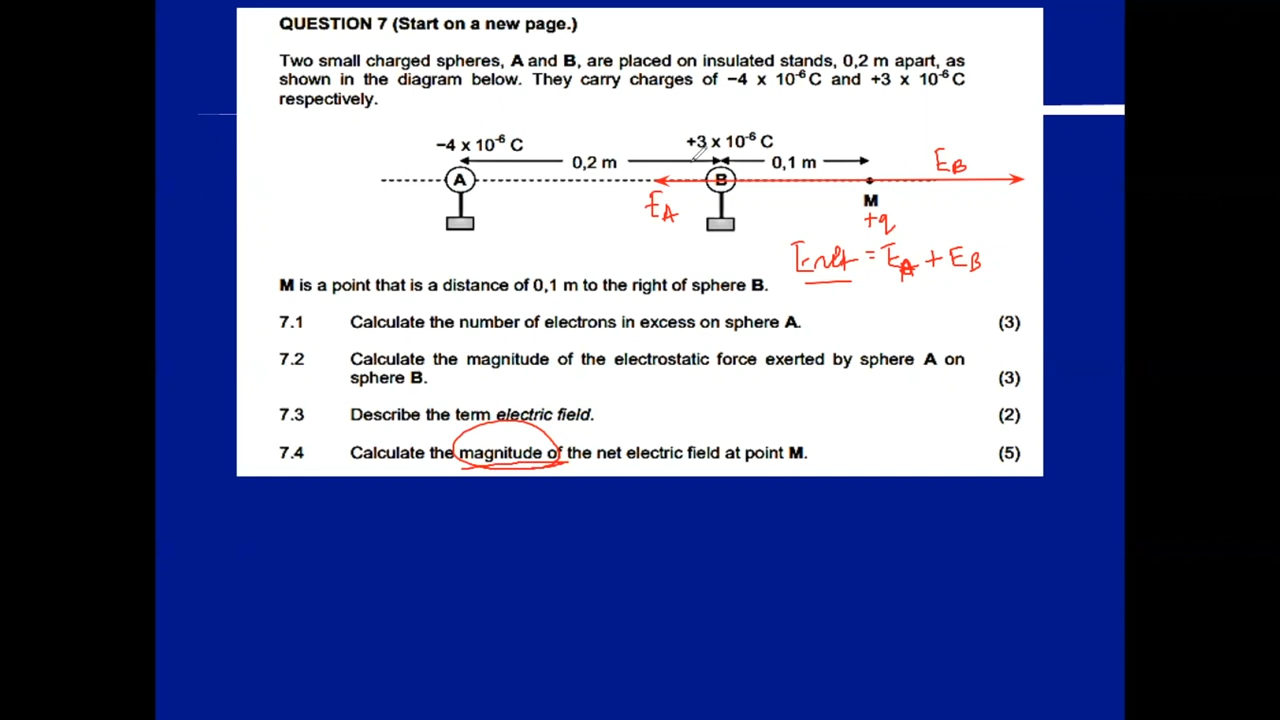 QUESTION 7 (Start on a new page.)
Two small charged spheres, A and B, are placed on insulated stands, 0,2 m apart, as
shown in the diagram below. They carry charges of −4 x 10⁻⁶ C and +3 x 10⁻⁶ C
respectively.
−4 x 10⁻⁶ C +3 x 10⁻⁶ C
0,2 m 0,1 m E_B
A B
E_A M
+q
Enet = E_A + E_B
M is a point that is a distance of 0,1 m to the right of sphere B.
7.1 Calculate the number of electrons in excess on sphere A. (3)
7.2 Calculate the magnitude of the electrostatic force exerted by sphere A on
sphere B. (3)
7.3 Describe the term electric field. (2)
7.4 Calculate the magnitude of the net electric field at point M. (5)